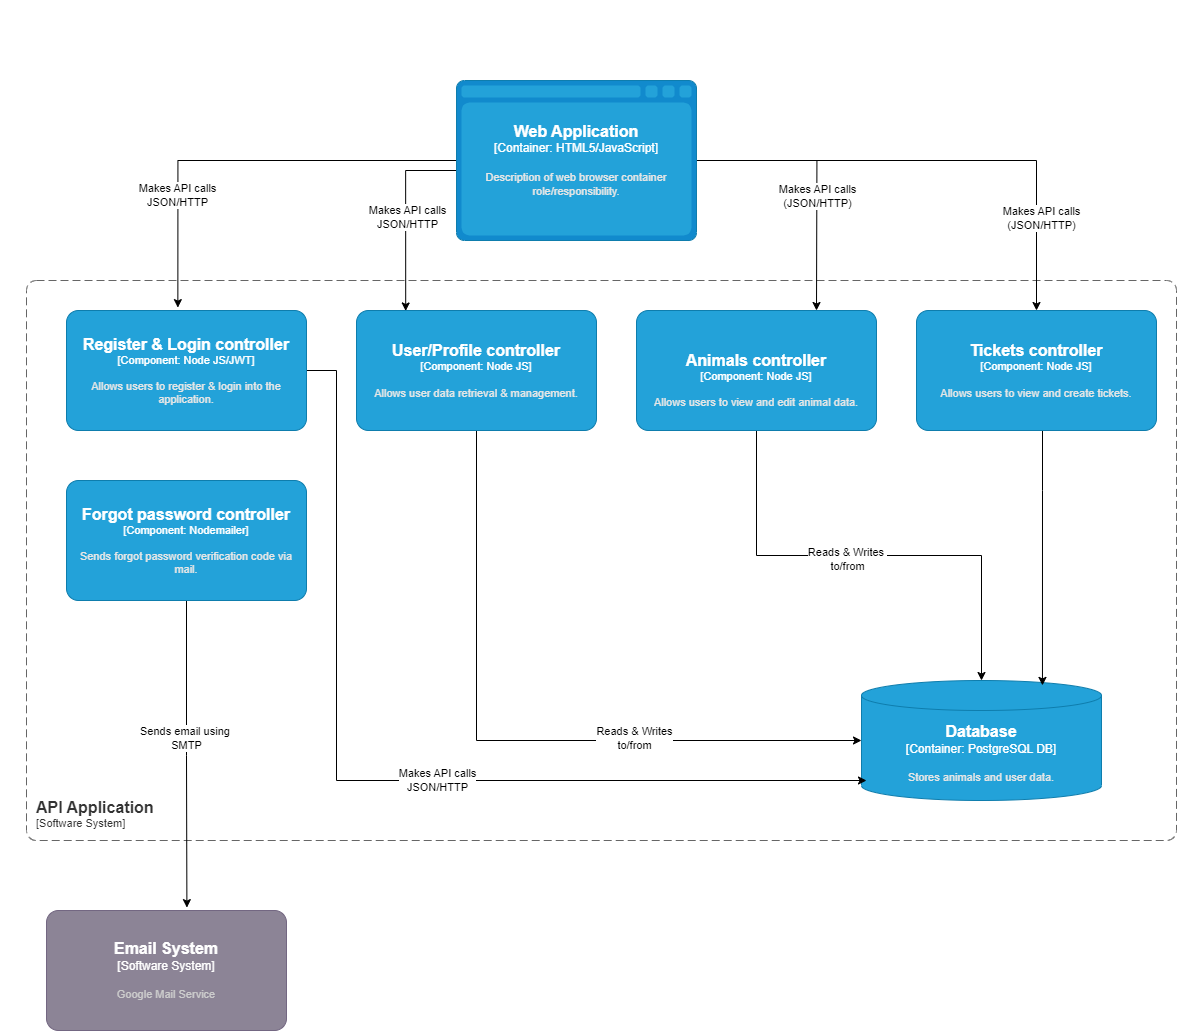 Web Application
[Container: HTML5/JavaScript]
Description of web browser container
role/responsibility.
Makes API calls
JSON/HTTP
Makes API calls
JSON/HTTP
Makes API calls
(JSON/HTTP)
Makes API calls
(JSON/HTTP)
Register & Login controller
[Component: Node JS/JWT]
Allows users to register & login into the
application.
User/Profile controller
[Component: Node JS]
Allows user data retrieval & management.
Animals controller
[Component: Node JS]
Allows users to view and edit animal data.
Tickets controller
[Component: Node JS]
Allows users to view and create tickets.
Forgot password controller
[Component: Nodemailer]
Sends forgot password verification code via
mail.
Reads & Writes
to/from
Sends email using
SMTP
Reads & Writes
to/from
Makes API calls
JSON/HTTP
Database
[Container: PostgreSQL DB]
Stores animals and user data.
API Application
[Software System]
Email System
[Software System]
Google Mail Service